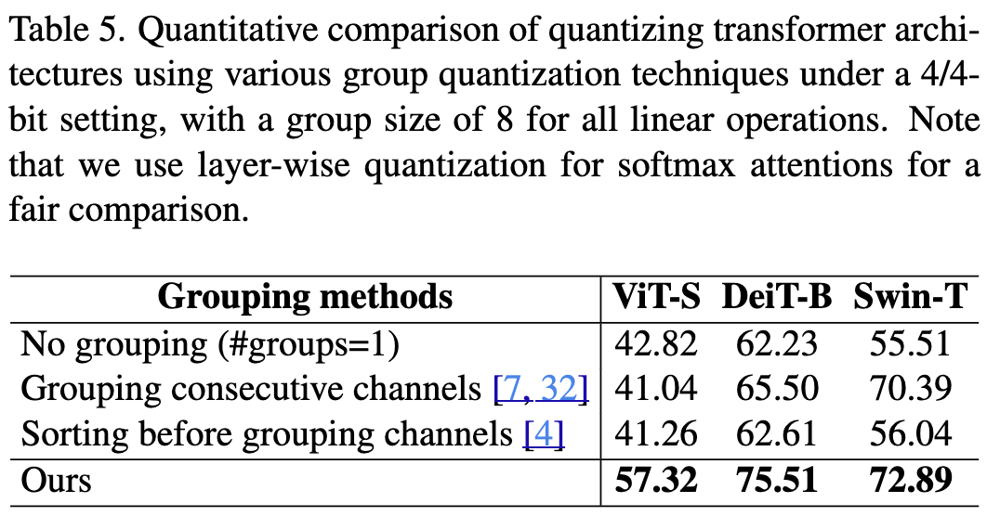 Table 5. Quantitative comparison of quantizing transformer archi-
tectures using various group quantization techniques under a 4/4-
bit setting, with a group size of 8 for all linear operations. Note
that we use layer-wise quantization for softmax attentions for a
fair comparison.
Grouping methods ViT-S DeiT-B Swin-T
No grouping (#groups=1) 42.82 62.23 55.51
Grouping consecutive channels [7, 32] 41.04 65.50 70.39
Sorting before grouping channels [4] 41.26 62.61 56.04
Ours 57.32 75.51 72.89